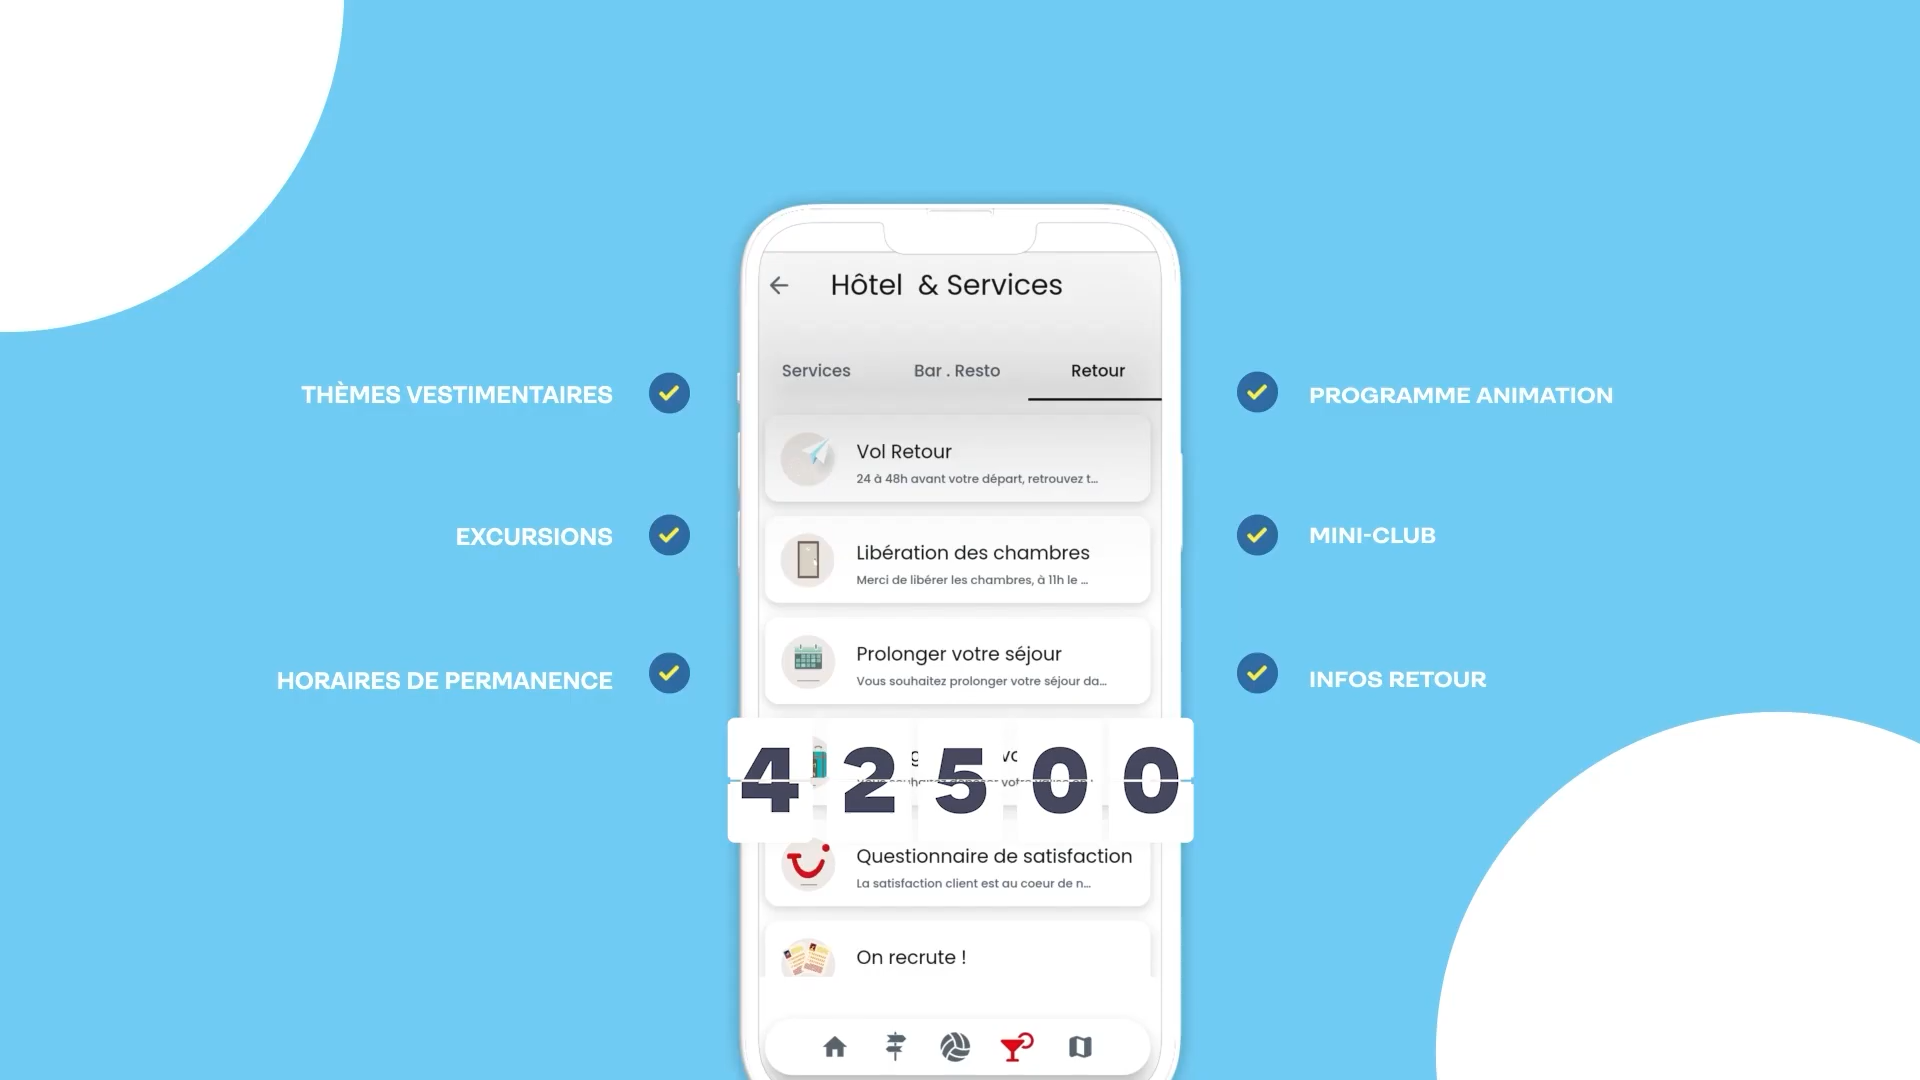 Hôtel & Services
Services
Bar . Resto
Retour
THÈMES VESTIMENTAIRES
PROGRAMME ANIMATION
Vol Retour
24 à 48h avant votre départ, retrouvez t...
EXCURSIONS
MINI-CLUB
Libération des chambres
Merci de libérer les chambres, à 11h le ...
HORAIRES DE PERMANENCE
INFOS RETOUR
Prolonger votre séjour
Vous souhaitez prolonger votre séjour da...
42500
Questionnaire de satisfaction
La satisfaction client est au coeur de n...
On recrute !